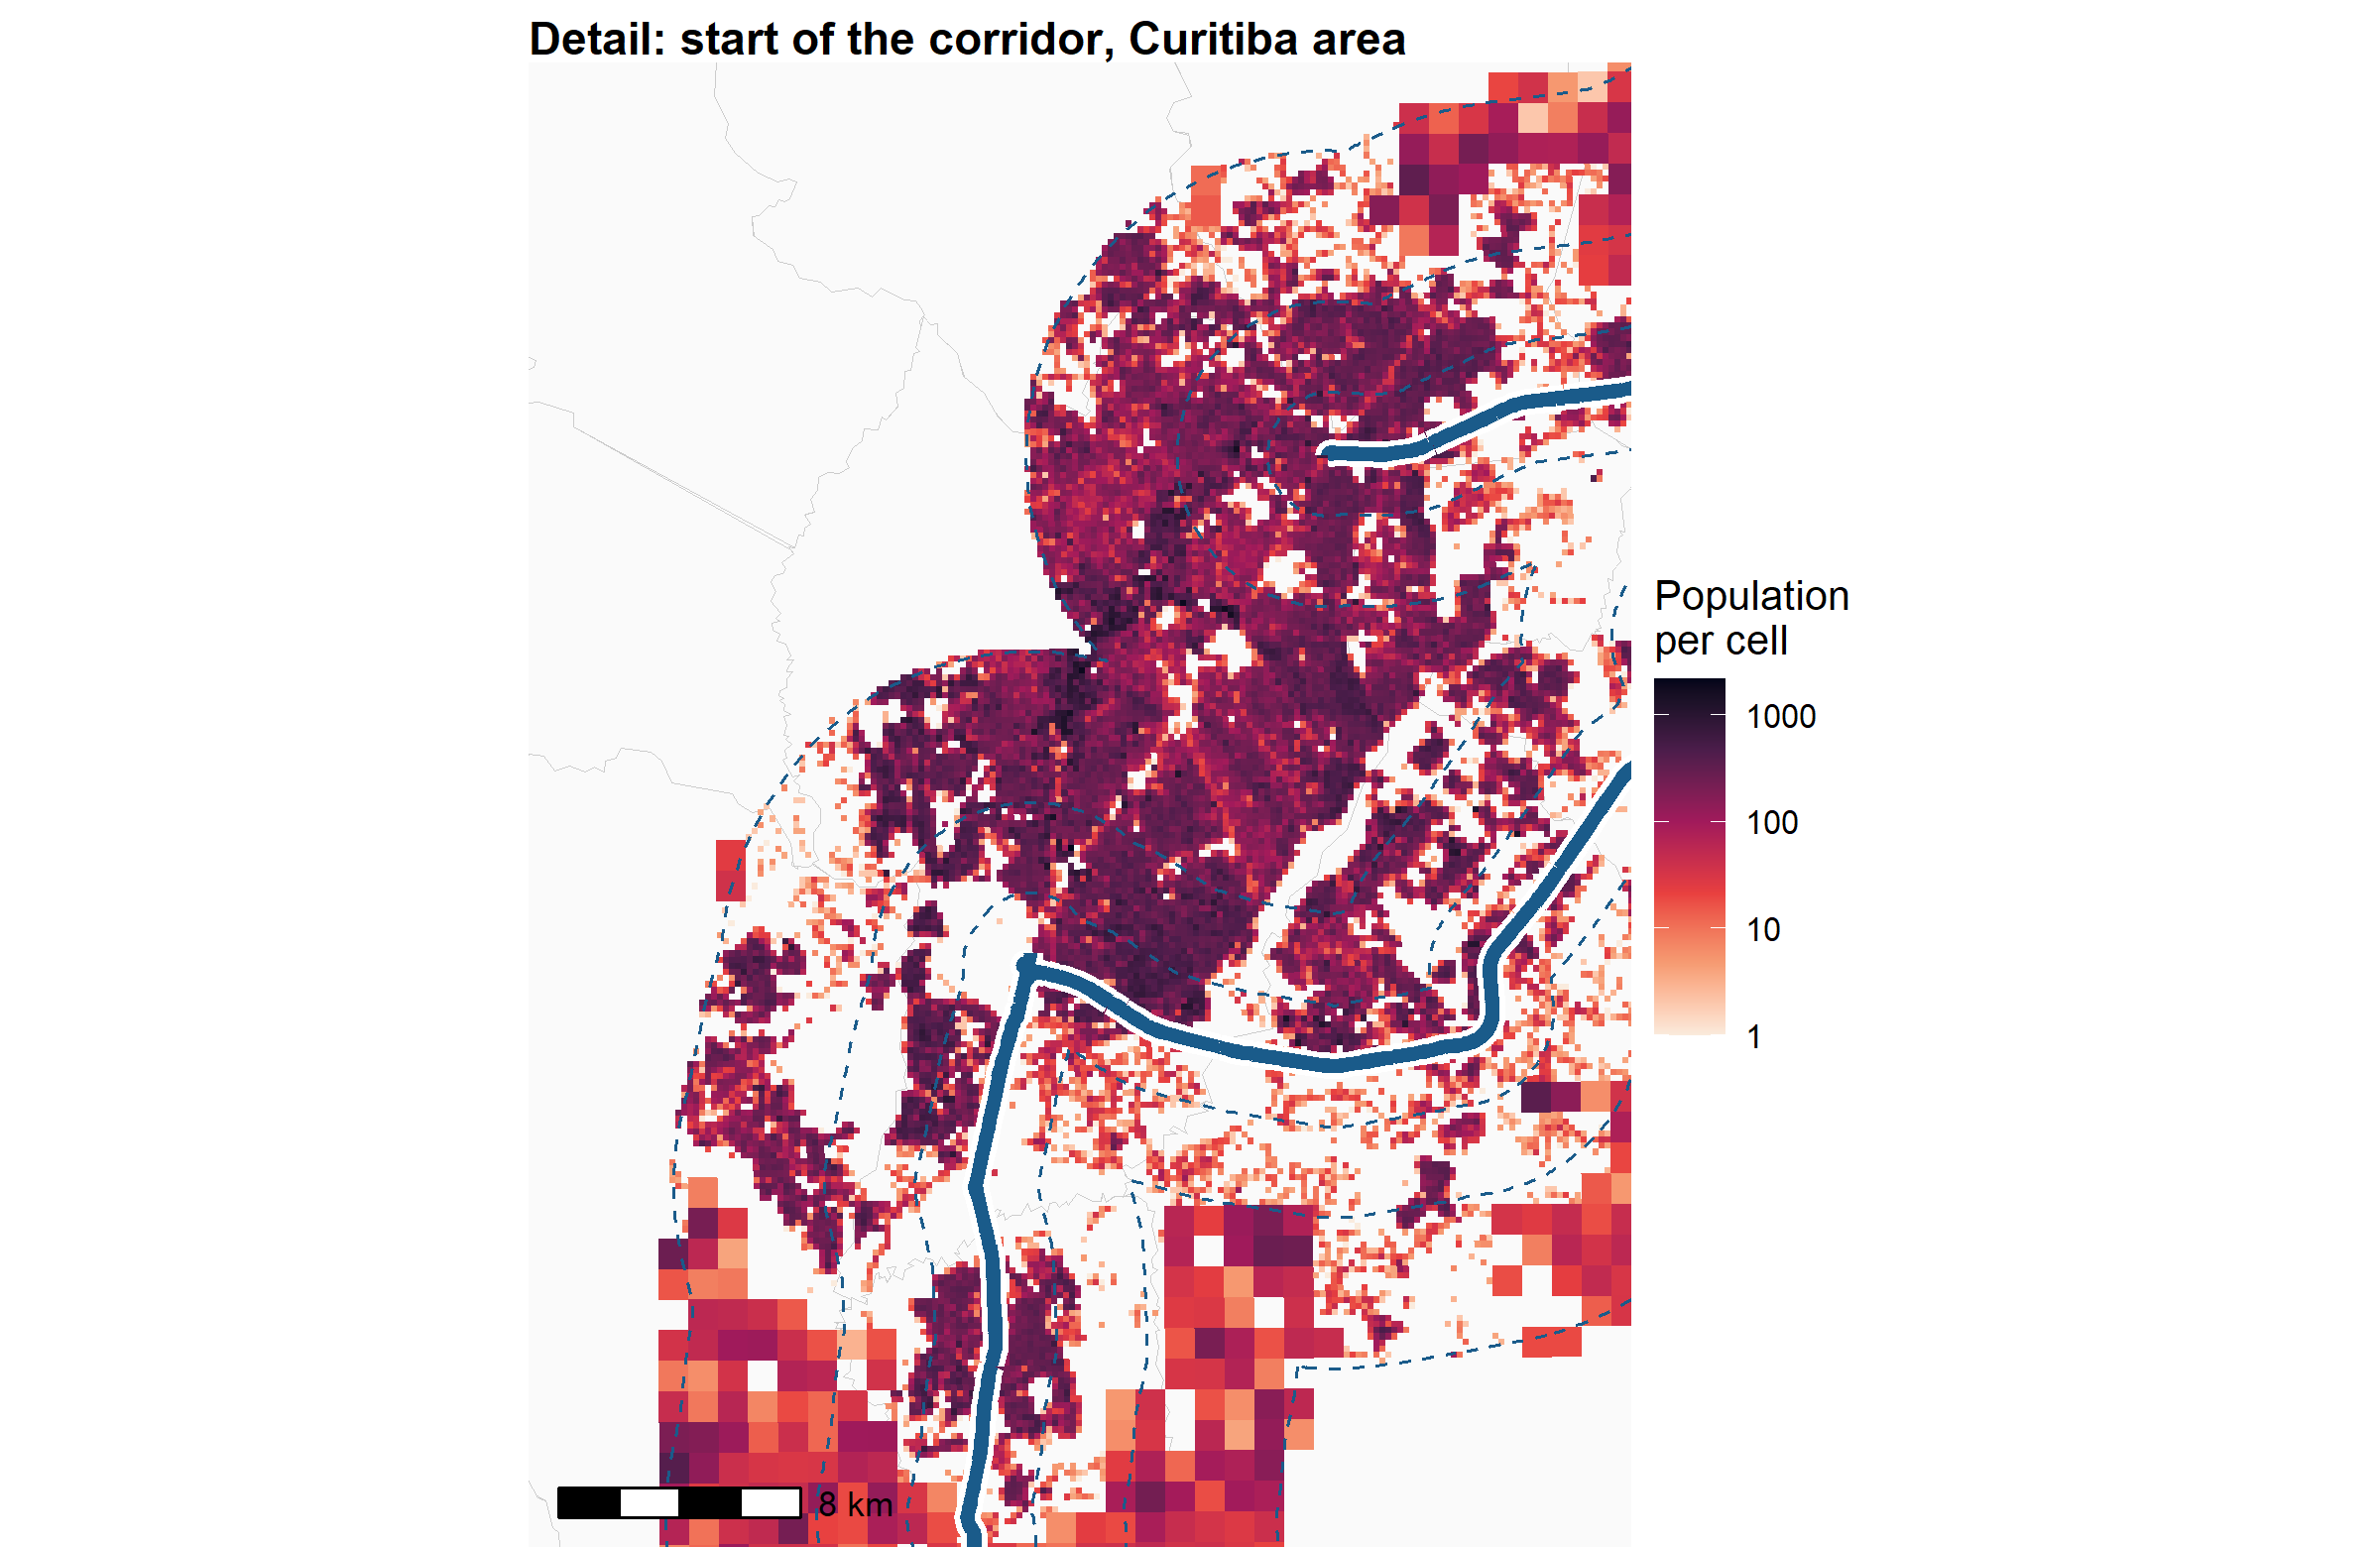 Detail: start of the corridor, Curitiba area
Population
per cell
1000
100
10
1
8 km